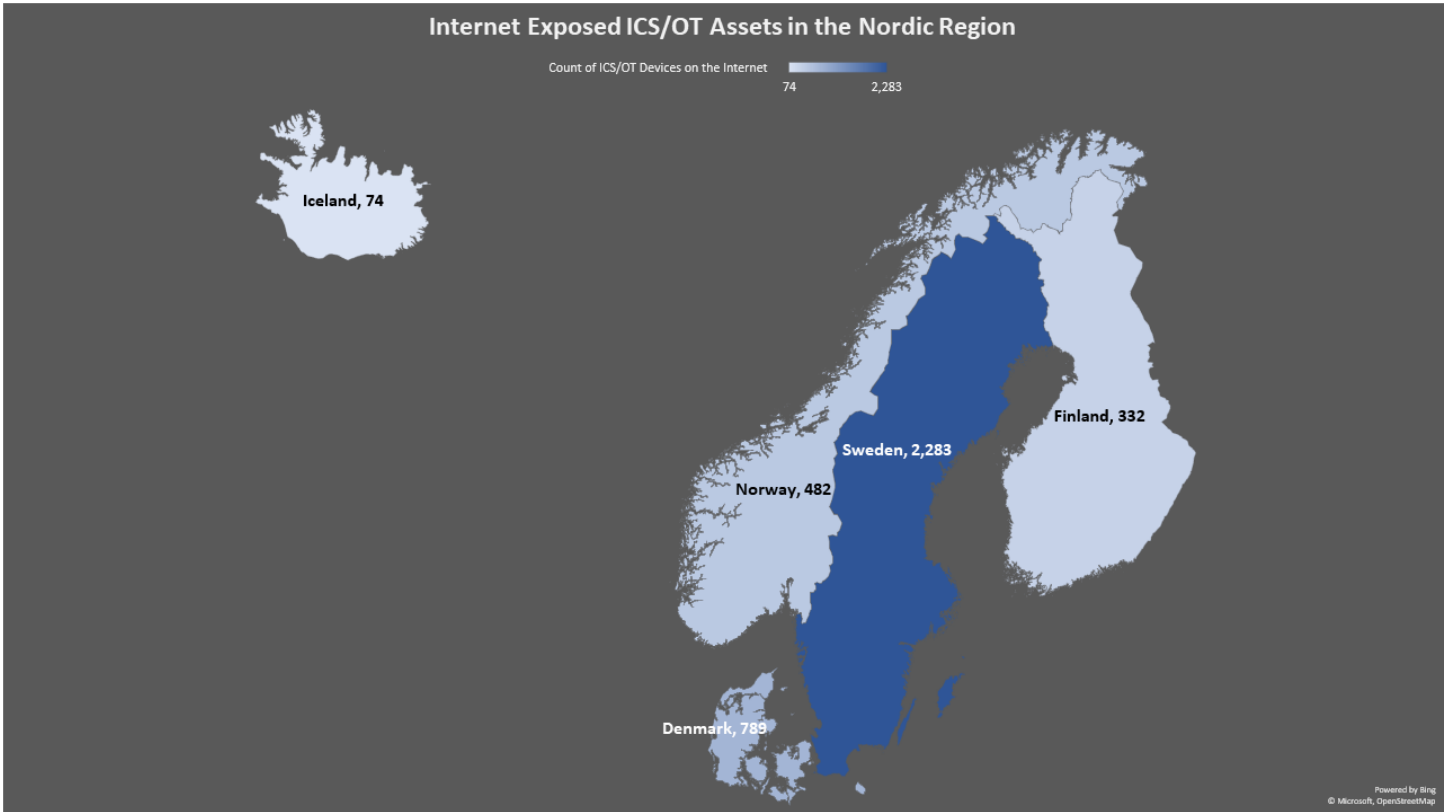 Internet Exposed ICS/OT Assets in the Nordic Region
Count of ICS/OT Devices on the Internet
74 2,283
Iceland, 74
Finland, 332
Sweden, 2,283
Norway, 482
Denmark, 789
Powered by Bing
© Microsoft, OpenStreetMap